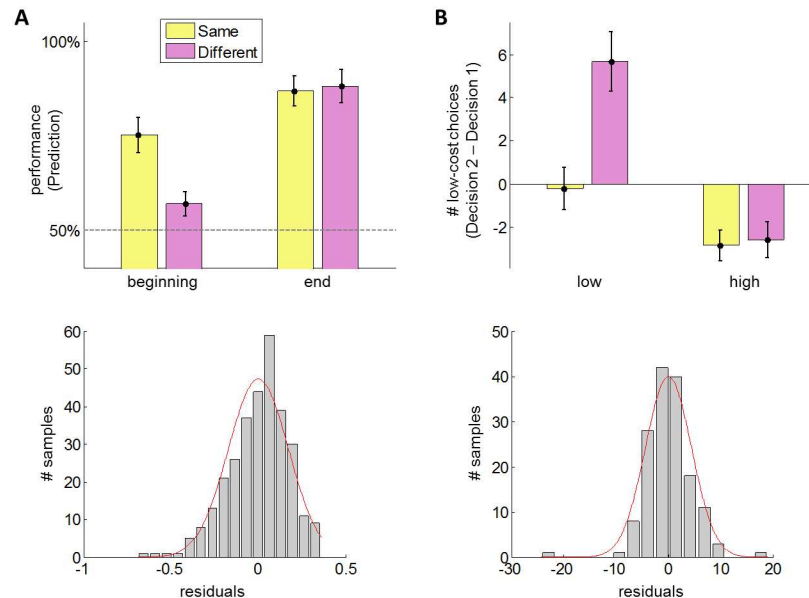 A
100%
50%
performance
(Prediction)
Same
Different
beginning
end
B
6
4
2
0
-2
# low-cost choices
(Decision 2 – Decision 1)
low
high
60
50
40
30
20
10
0
# samples
-1
-0.5
0
0.5
residuals
50
40
30
20
10
0
# samples
-30
-20
-10
0
10
20
residuals